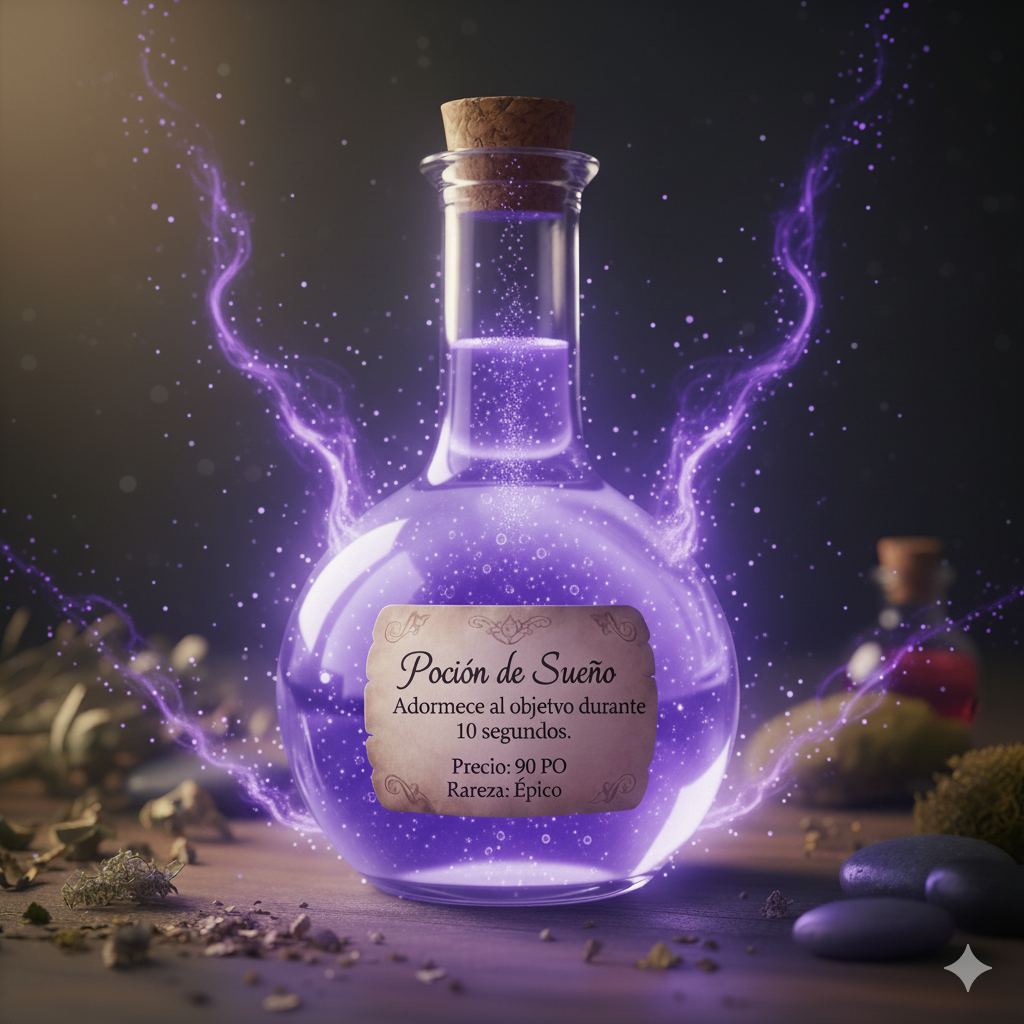 Poción de Sueño
Adormece al objetvo durante
10 segundos.
Precio: 90 PO
Rareza: Épico